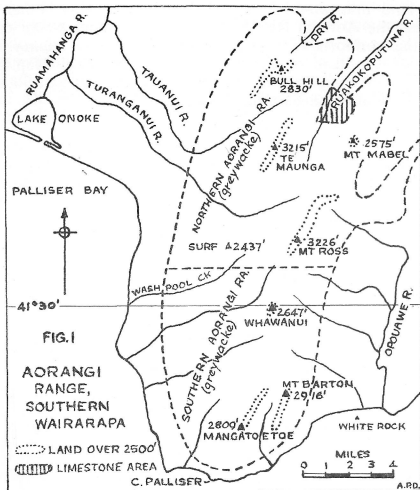 RUAMAHANGA R.
TAUANUI R.
TURANGANUI R.
DRY R.
RUAKOKOPUTUNA R.
BULL HILL
2830'
LAKE ONOKE
NORTHERN AORANGI RA.
(greywacke)
3215'
TE
MAUNGA
2575'
MT MABEL
PALLISER BAY
SURF 2437'
3226'
MT ROSS
WASH POOL CK
41°30'
2647'
WHAWANUI
OPOUAWE R.
FIG.1
AORANGI
RANGE,
SOUTHERN
WAIRARAPA
SOUTHERN AORANGI RA.
(greywacke)
MT BARTON
2916'
2809'
MANGATOETOE
WHITE ROCK
LAND OVER 2500'
LIMESTONE AREA
C. PALLISER
MILES
0 1 2 3 4
A.P.D.